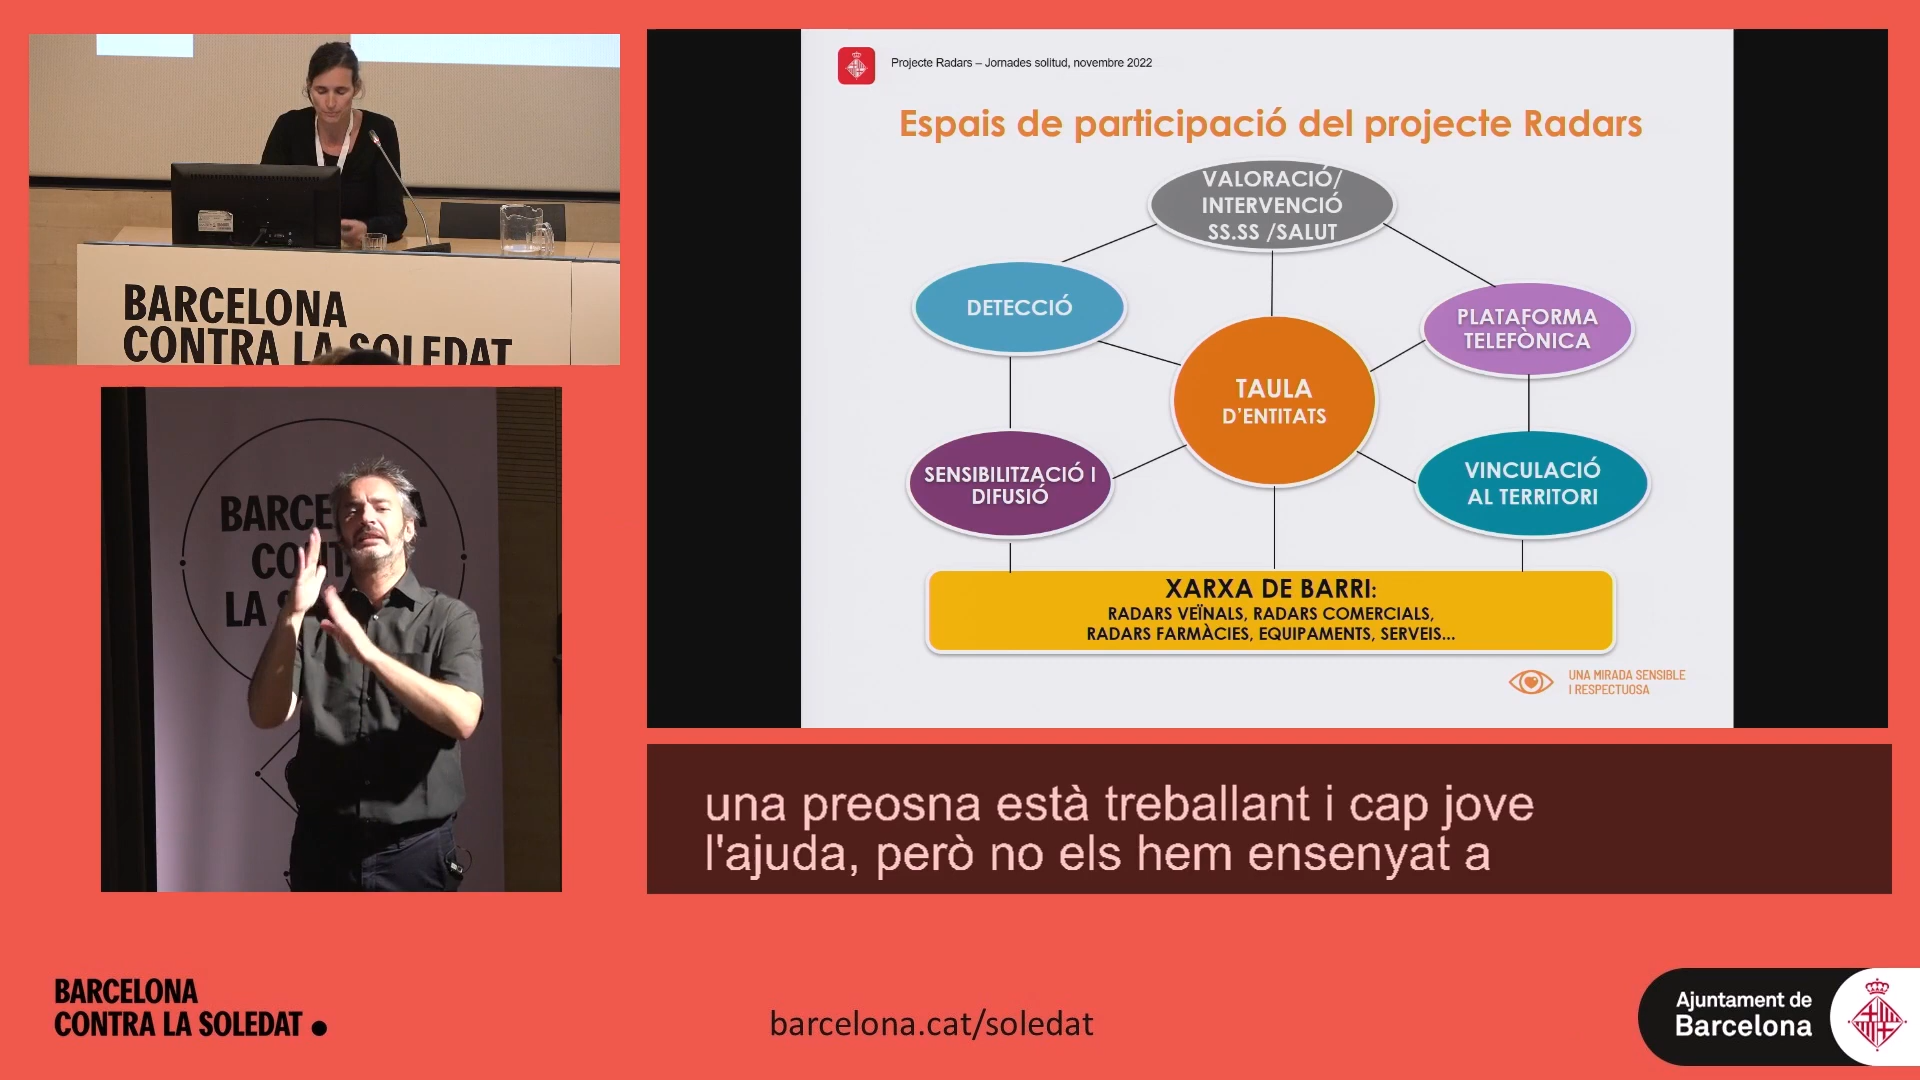 BARCELONA
CONTRA LA SOLEDAT
BARCE
CONT
LA S
Projecte Radars – Jornades solitud, novembre 2022
Espais de participació del projecte Radars
VALORACIÓ/
INTERVENCIÓ
SS.SS /SALUT
DETECCIÓ
PLATAFORMA
TELEFÒNICA
TAULA
D'ENTITATS
SENSIBILITZACIÓ I
DIFUSIÓ
VINCULACIÓ
AL TERRITORI
XARXA DE BARRI:
RADARS VEÏNALS, RADARS COMERCIALS,
RADARS FARMÀCIES, EQUIPAMENTS, SERVEIS...
UNA MIRADA SENSIBLE
I RESPECTUOSA
una preosna està treballant i cap jove
l'ajuda, però no els hem ensenyat a
BARCELONA
CONTRA LA SOLEDAT
barcelona.cat/soledat
Ajuntament de
Barcelona